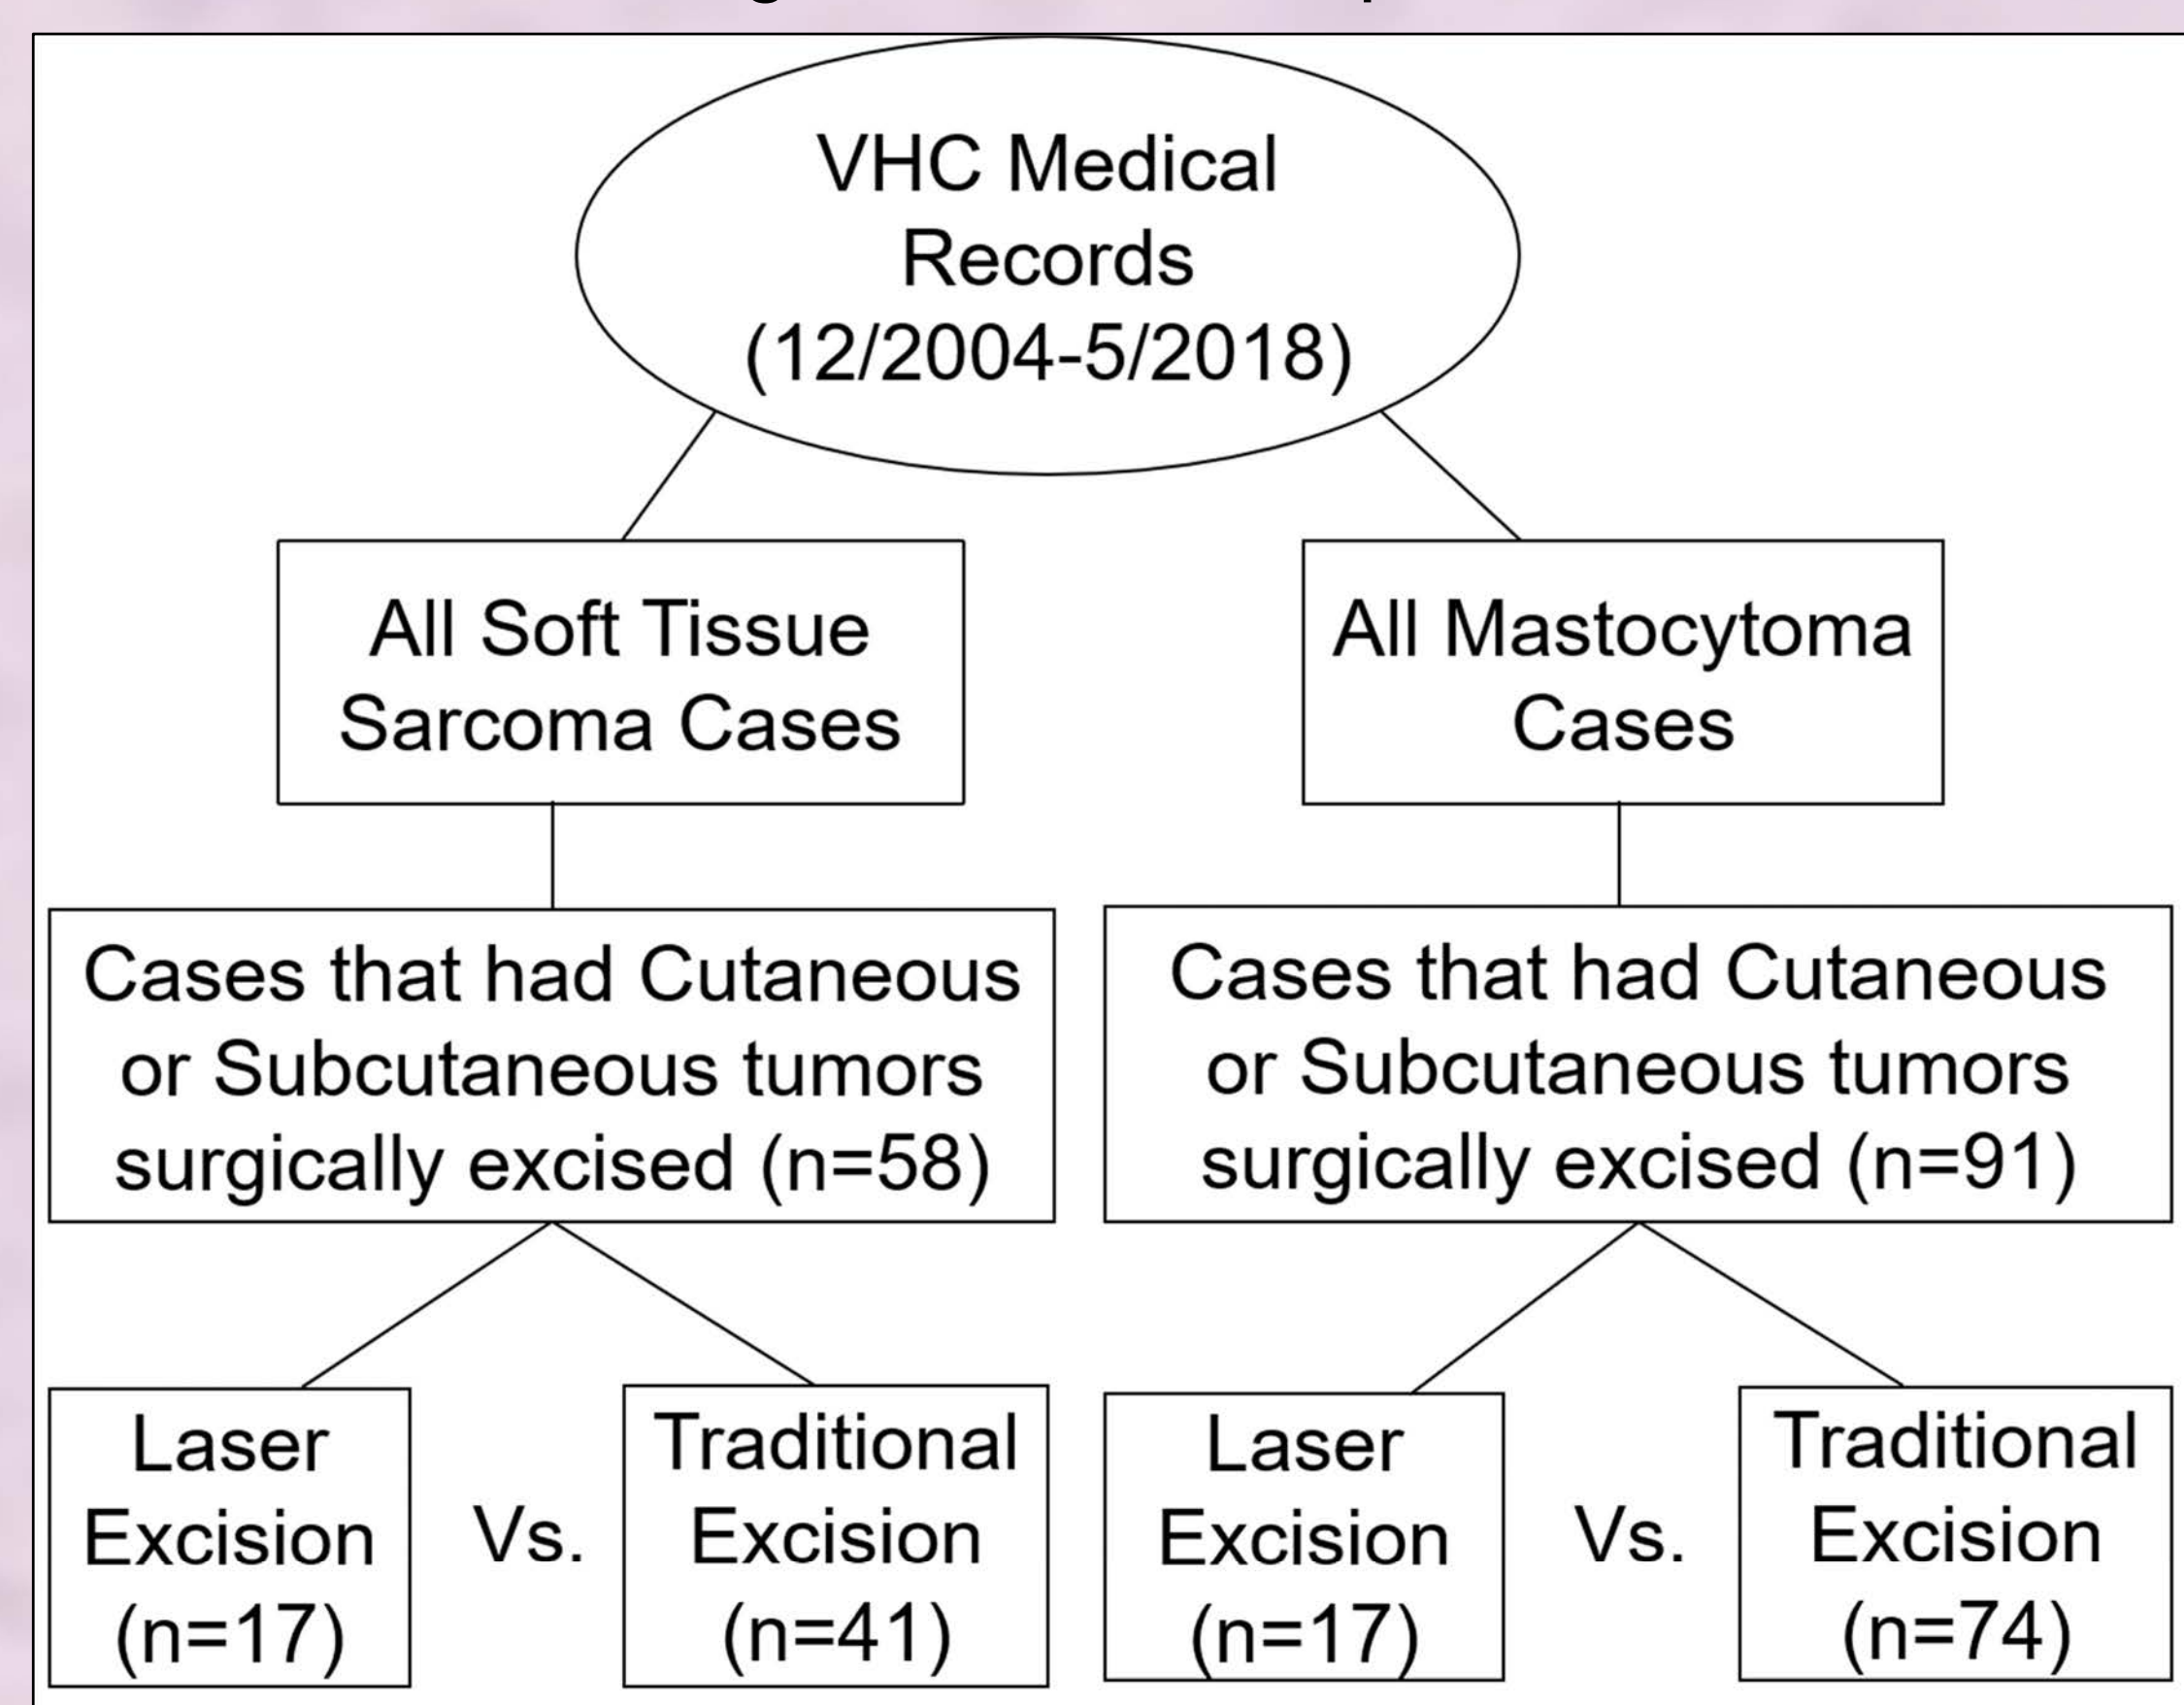 VHC Medical
Records
(12/2004-5/2018)
All Soft Tissue
Sarcoma Cases
All Mastocytoma
Cases
Cases that had Cutaneous
or Subcutaneous tumors
surgically excised (n=58)
Cases that had Cutaneous
or Subcutaneous tumors
surgically excised (n=91)
Laser
Excision
(n=17)
Vs.
Traditional
Excision
(n=41)
Laser
Excision
(n=17)
Vs.
Traditional
Excision
(n=74)